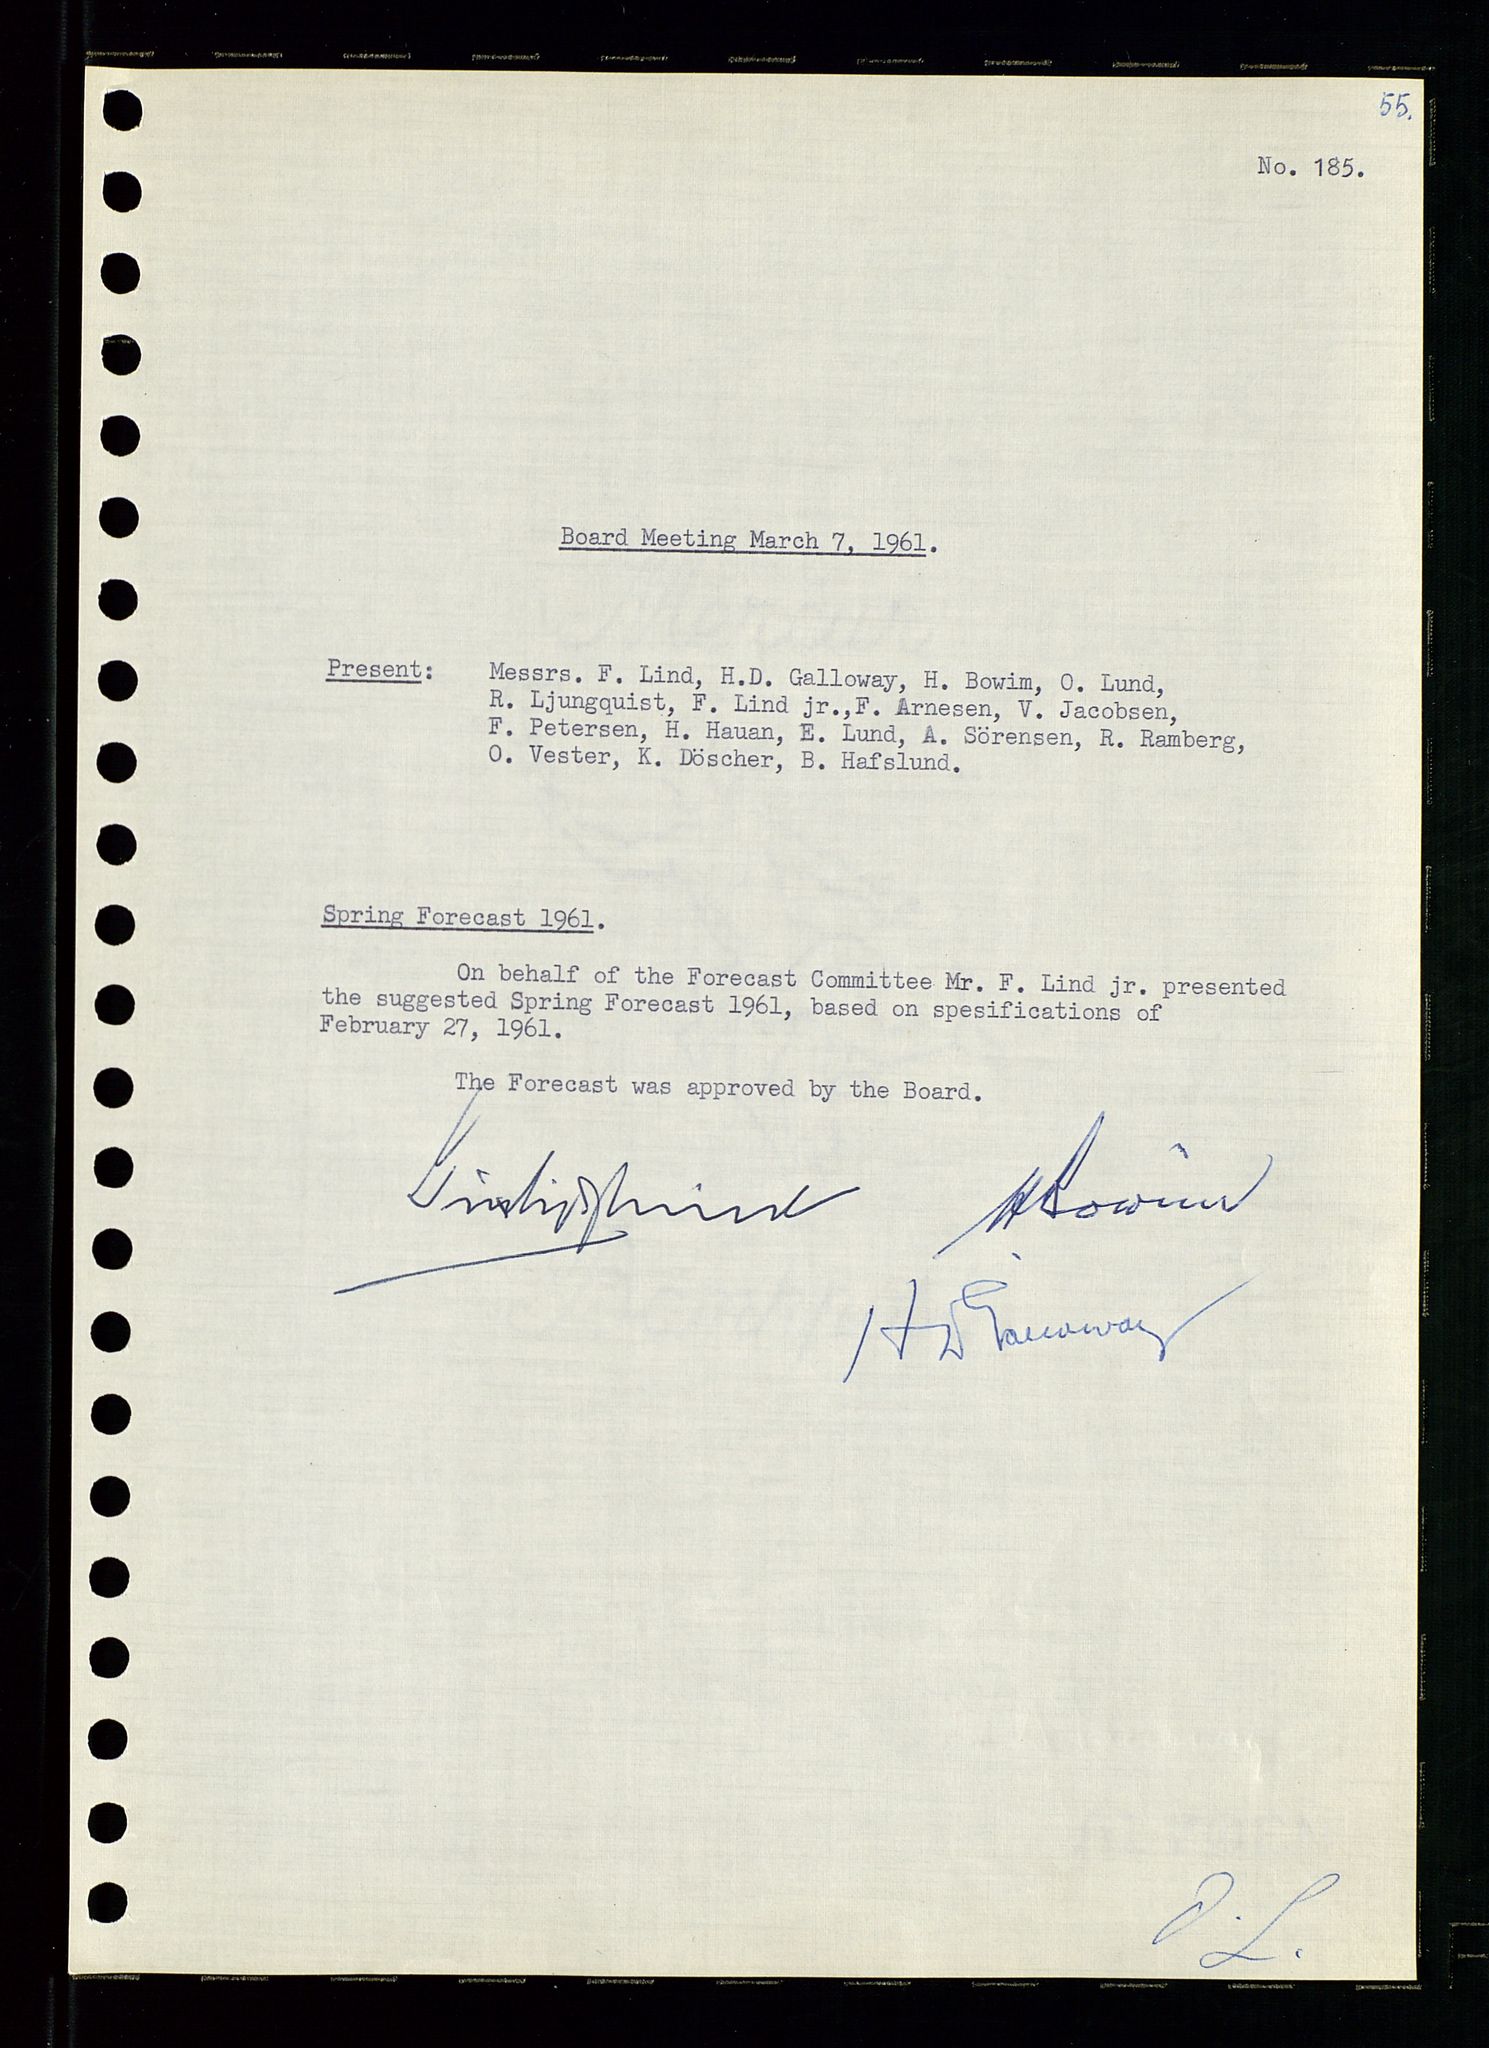 55.
No. 185.
Board Meeting March 7, 1961.
Present: Messrs. F. Lind, H.D. Galloway, H. Bowim, O. Lund,
R. Ljungquist, F. Lind jr.,F. Arnesen, V. Jacobsen,
F. Petersen, H. Hauan, E. Lund, A. Sörensen, R. Ramberg,
O. Vester, K. Döscher, B. Hafslund.
Spring Forecast 1961.
On behalf of the Forecast Committee Mr. F. Lind jr. presented
the suggested Spring Forecast 1961, based on spesifications of
February 27, 1961.
The Forecast was approved by the Board.
H Bowim
H D Galloway
O. L.